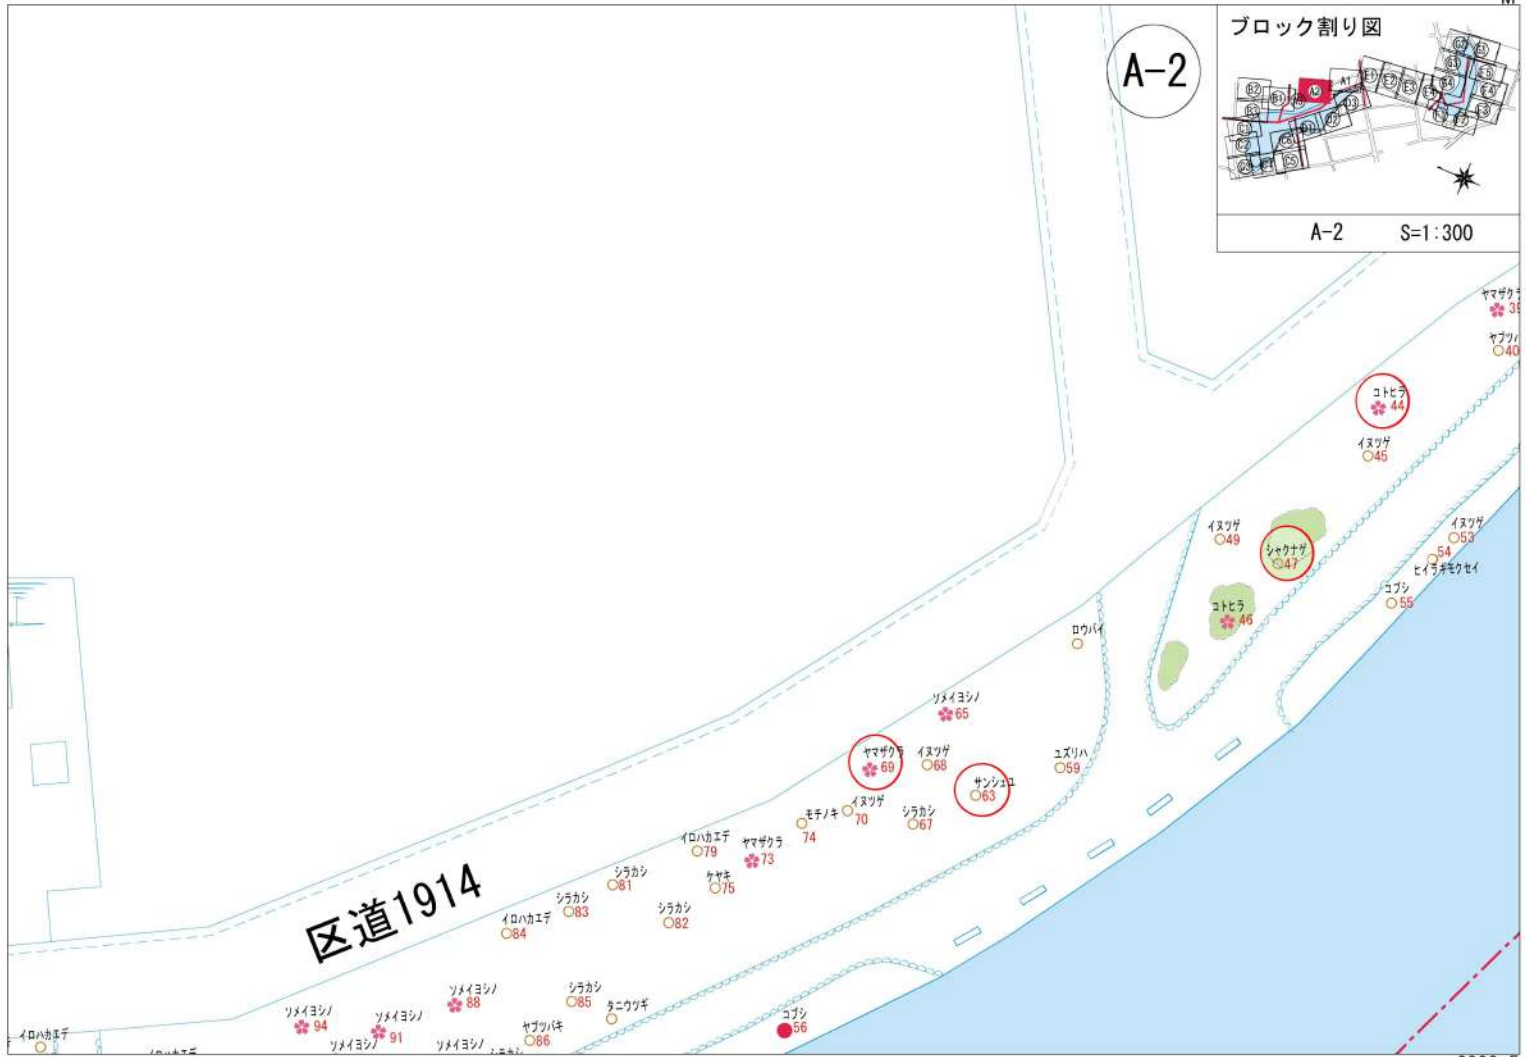 A-2
ブロック割り図
A-2 S=1:300
ヤマザクラ
39
ヤブツバ
40
コトヒラ
44
イヌツゲ
45
イヌツゲ
49
シャクナゲ
47
コトヒラ
46
イヌツゲ
53
54
ヒイラギモクセイ
コブシ
55
ロウバイ
ソメイヨシノ
65
ヤマザクラ
69
イヌツゲ
68
サンシュユ
63
ユズリハ
59
イヌツゲ
70
シラカシ
67
モチノキ
74
イロハカエデ
79
ヤマザクラ
73
ケヤキ
75
シラカシ
81
シラカシ
82
シラカシ
83
イロハカエデ
84
区道1914
ソメイヨシノ
88
シラカシ
85
タニウツギ
ソメイヨシノ
94
ソメイヨシノ
91
ヤブツバキ
86
コブシ
56
イロハカエデ
ソメイヨシノ
ソメイヨシノ